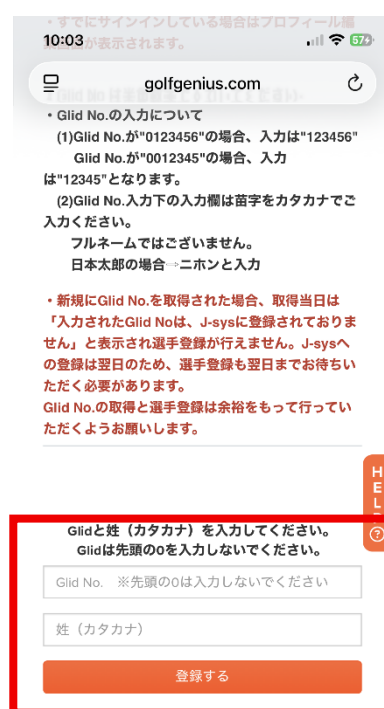 ・すでにサインインしている場合はプロフィール編
10:03
57
が表示されます。
golfgenius.com
・Glid No.の入力について
(1)Glid No.が"0123456"の場合、入力は"123456"
Glid No.が"0012345"の場合、入力
は"12345"となります。
(2)Glid No.入力下の入力欄は苗字をカタカナでご
入力ください。
フルネームではございません。
日本太郎の場合⇒ニホンと入力
・新規にGlid No.を取得された場合、取得当日は
「入力されたGlid Noは、J-sysに登録されておりま
せん」と表示され選手登録が行えません。J-sysへ
の登録は翌日のため、選手登録も翌日までお待ちい
ただく必要があります。
Glid No.の取得と選手登録は余裕をもって行ってい
ただくようお願いします。
HELP
Glidと姓（カタカナ）を入力してください。
Glidは先頭の0を入力しないでください。
Glid No.　※先頭の0は入力しないでください
姓（カタカナ）
登録する